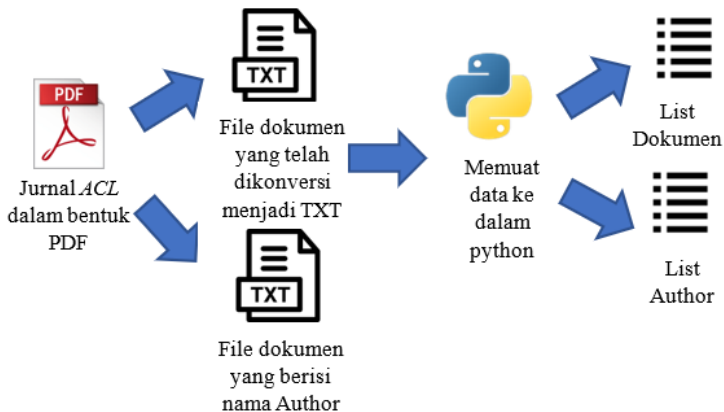 PDF
Jurnal ACL
dalam bentuk
PDF
TXT
File dokumen
yang telah
dikonversi
menjadi TXT
TXT
File dokumen
yang berisi
nama Author
Memuat
data ke
dalam
python
List
Dokumen
List
Author